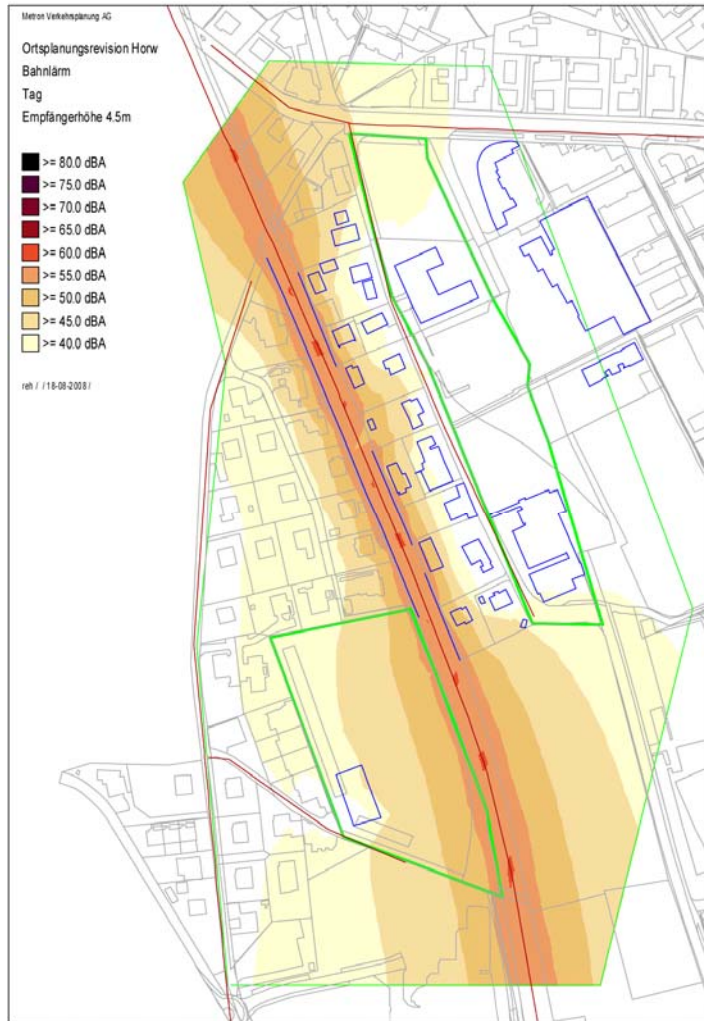 Metron Verkehrsplanung AG
Ortsplanungsrevision Horw
Bahnlärm
Tag
Empfängerhöhe 4.5m
>= 80.0 dBA
>= 75.0 dBA
>= 70.0 dBA
>= 65.0 dBA
>= 60.0 dBA
>= 55.0 dBA
>= 50.0 dBA
>= 45.0 dBA
>= 40.0 dBA
reh / / 18-08-2008 /